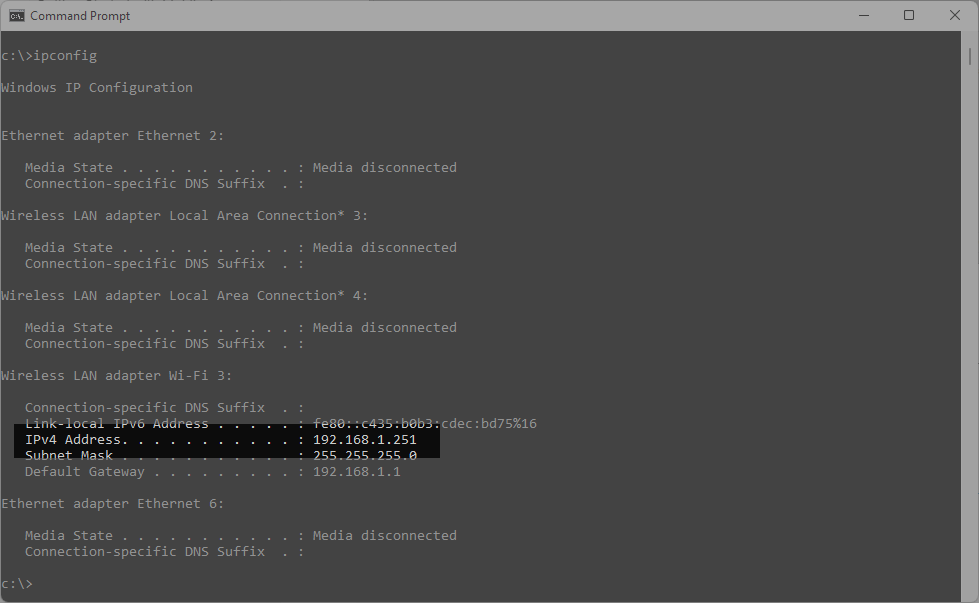 Command Prompt
c:\>ipconfig
Windows IP Configuration
Ethernet adapter Ethernet 2:
Media State . . . . . . . . . . . : Media disconnected
Connection-specific DNS Suffix  . :
Wireless LAN adapter Local Area Connection* 3:
Media State . . . . . . . . . . . : Media disconnected
Connection-specific DNS Suffix  . :
Wireless LAN adapter Local Area Connection* 4:
Media State . . . . . . . . . . . : Media disconnected
Connection-specific DNS Suffix  . :
Wireless LAN adapter Wi-Fi 3:
Connection-specific DNS Suffix  . :
Link-local IPv6 Address . . . . . : fe80::c435:b0b3:cdec:bd75%16
IPv4 Address. . . . . . . . . . . : 192.168.1.251
Subnet Mask . . . . . . . . . . . : 255.255.255.0
Default Gateway . . . . . . . . . : 192.168.1.1
Ethernet adapter Ethernet 6:
Media State . . . . . . . . . . . : Media disconnected
Connection-specific DNS Suffix  . :
c:\>